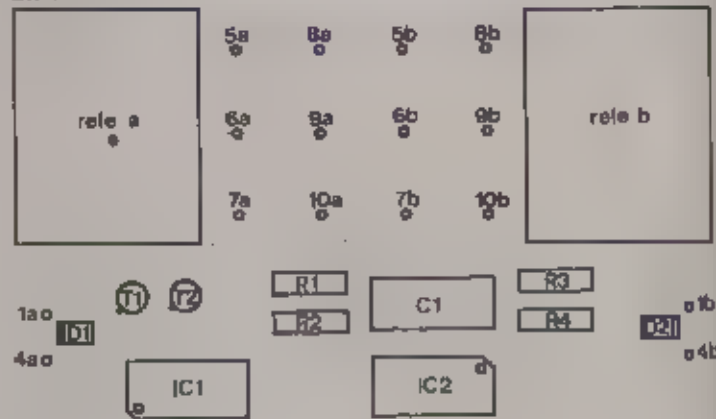 5a 8a 5b 8b
rele a 6a 9a 6b 9b rele b
7a 10a 7b 10b
T1 T2 R1 C1 R3
1a R2 R4 1b
D1 D2
4a 4b
IC1 IC2